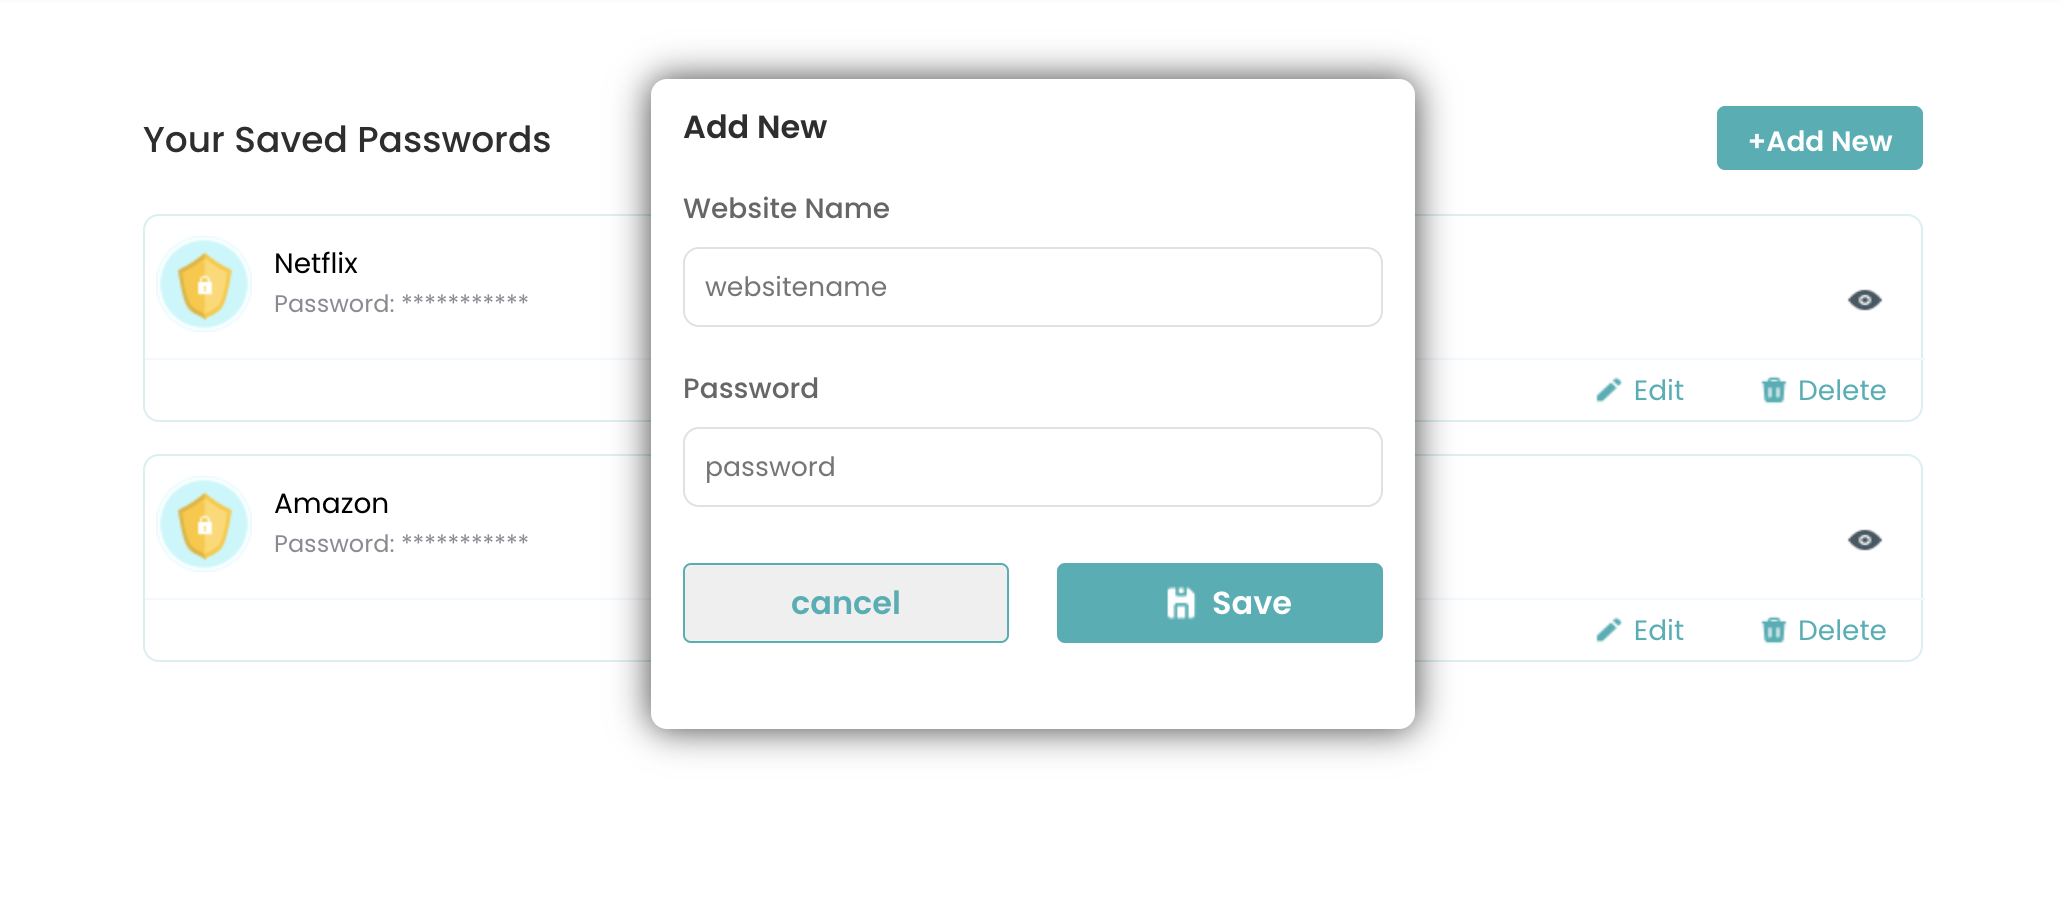 Your Saved Passwords
+Add New
Netflix
Password: ***********
Edit
Delete
Amazon
Password: ***********
Edit
Delete
Add New
Website Name
websitename
Password
password
cancel
Save